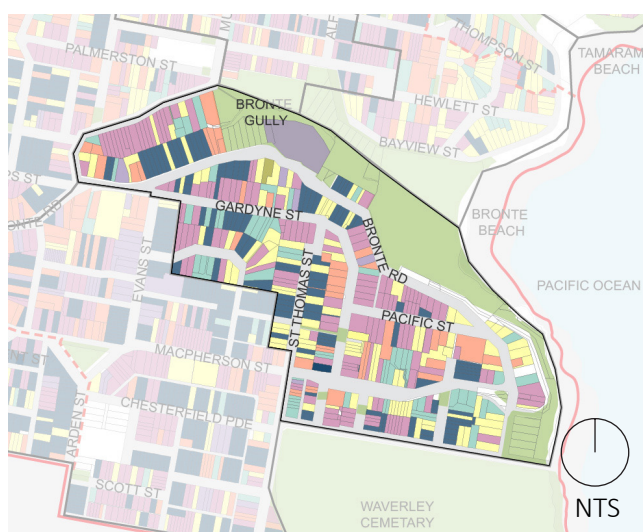 THOMPSON ST
TAMARAM
BEACH
PALMERSTON ST
HEWLETT ST
BRONTE
GULLY
BAYVIEW ST
GARDYNE ST
BRONTE
BEACH
BRONTE RD
EVANS ST
ST THOMAS ST
PACIFIC OCEAN
PACIFIC ST
MACPHERSON ST
ARDEN ST
CHESTERFIELD PDE
SCOTT ST
WAVERLEY
CEMETARY
NTS